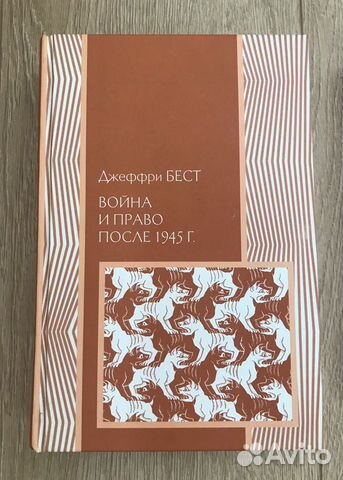 Джеффри БЕСТ
ВОЙНА
И ПРАВО
ПОСЛЕ 1945 Г.
Avito